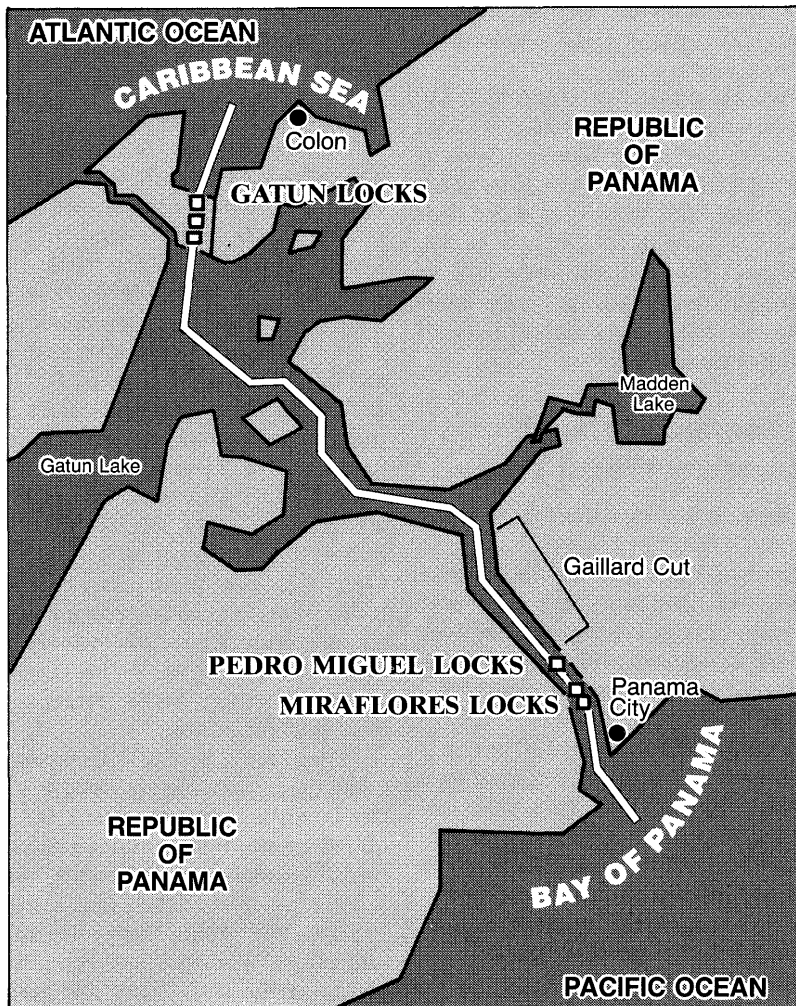 ATLANTIC OCEAN
CARIBBEAN SEA
Colon
REPUBLIC
OF
PANAMA
GATUN LOCKS
Madden
Lake
Gatun Lake
Gaillard Cut
PEDRO MIGUEL LOCKS
MIRAFLORES LOCKS
Panama
City
REPUBLIC
OF
PANAMA
BAY OF PANAMA
PACIFIC OCEAN